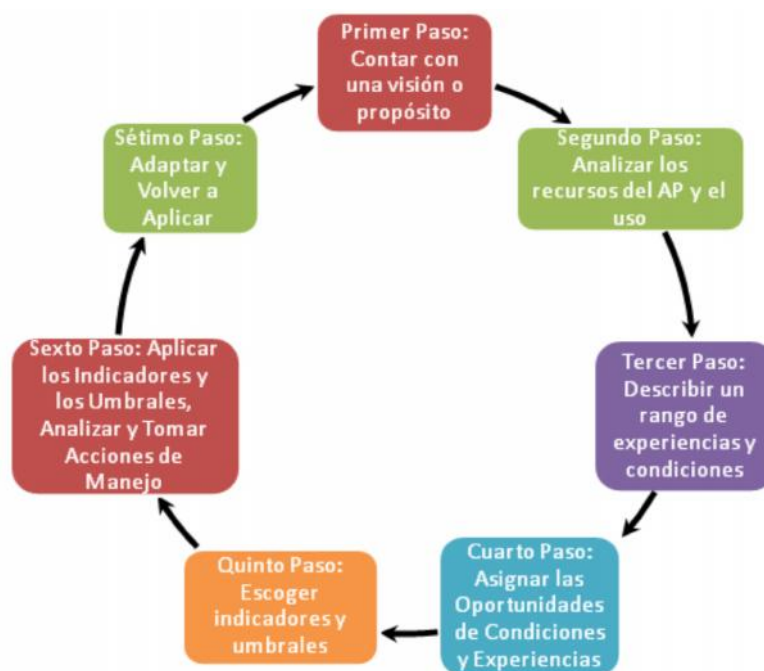 Primer Paso:
Contar con
una visión o
propósito
Segundo Paso:
Analizar los
recursos del AP y el
uso
Tercer Paso:
Describir un
rango de
experiencias y
condiciones
Cuarto Paso:
Asignar las
Oportunidades
de Condiciones
y Experiencias
Quinto Paso:
Escoger
indicadores y
umbrales
Sexto Paso: Aplicar
los Indicadores y
los Umbrales,
Analizar y Tomar
Acciones de
Manejo
Sétimo Paso:
Adaptar y
Volver a
Aplicar